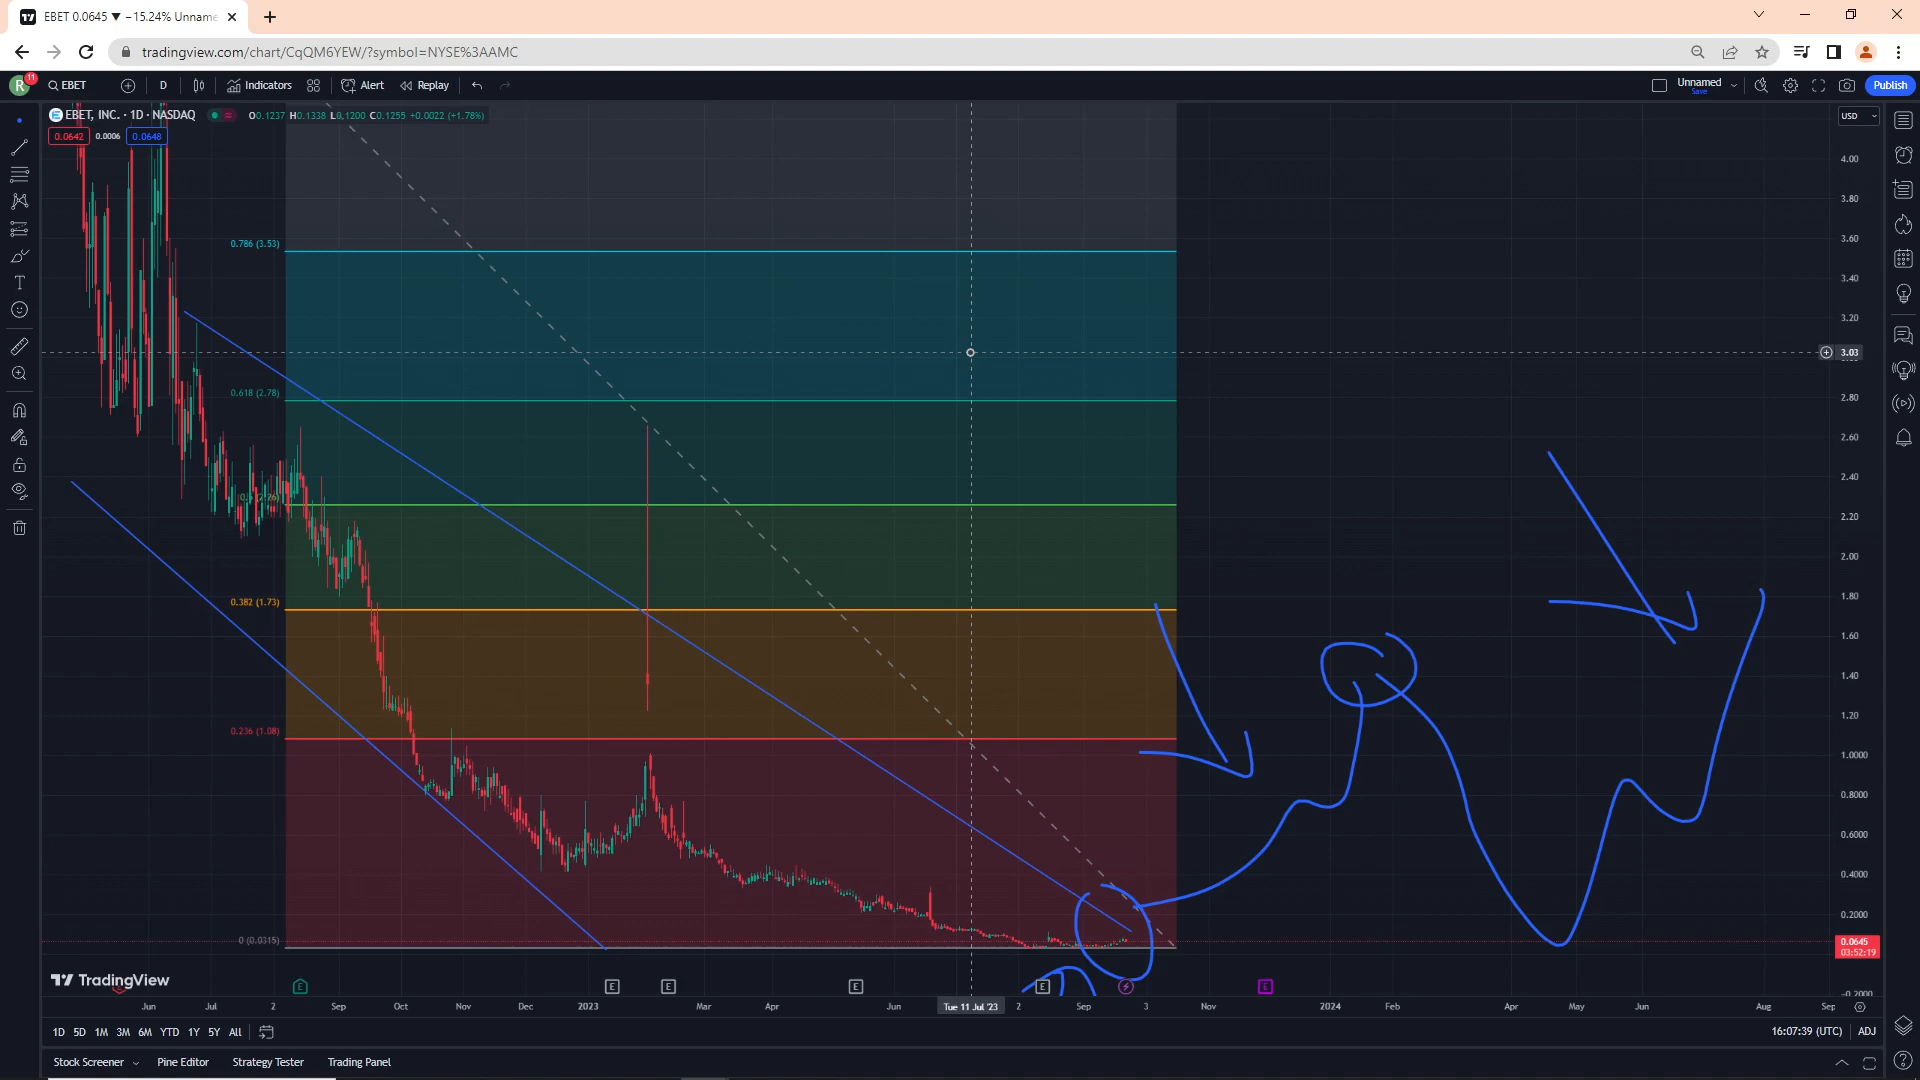 EBET 0.0645 ▼ −15.24% Unname
tradingview.com/chart/CqQM6YEW/?symbol=NYSE%3AAMC
R 11 EBET D Indicators Alert Replay Unnamed Save Publish
EBET, INC. · 1D · NASDAQ O0.1237 H0.1338 L0.1200 C0.1255 +0.0022 (+1.78%) USD
0.0642 0.0006 0.0648
4.00
3.80
3.60
0.786 (3.53)
3.40
3.20
3.03
0.618 (2.78)
2.80
2.60
2.40
2.20
2.00
0.382 (1.73)
1.80
1.60
1.40
1.20
0.236 (1.08)
1.0000
0.8000
0.6000
0.4000
0.2000
0 (0.0315)
0.0645
03:52:19
TradingView
E E E E E E
-0.2000
Jun Jul 2 Sep Oct Nov Dec 2023 Mar Apr Jun Tue 11 Jul '23 2 Sep 3 Nov 2024 Feb Apr May Jun Aug Sep
1D 5D 1M 3M 6M YTD 1Y 5Y All 16:07:39 (UTC) ADJ
Stock Screener Pine Editor Strategy Tester Trading Panel